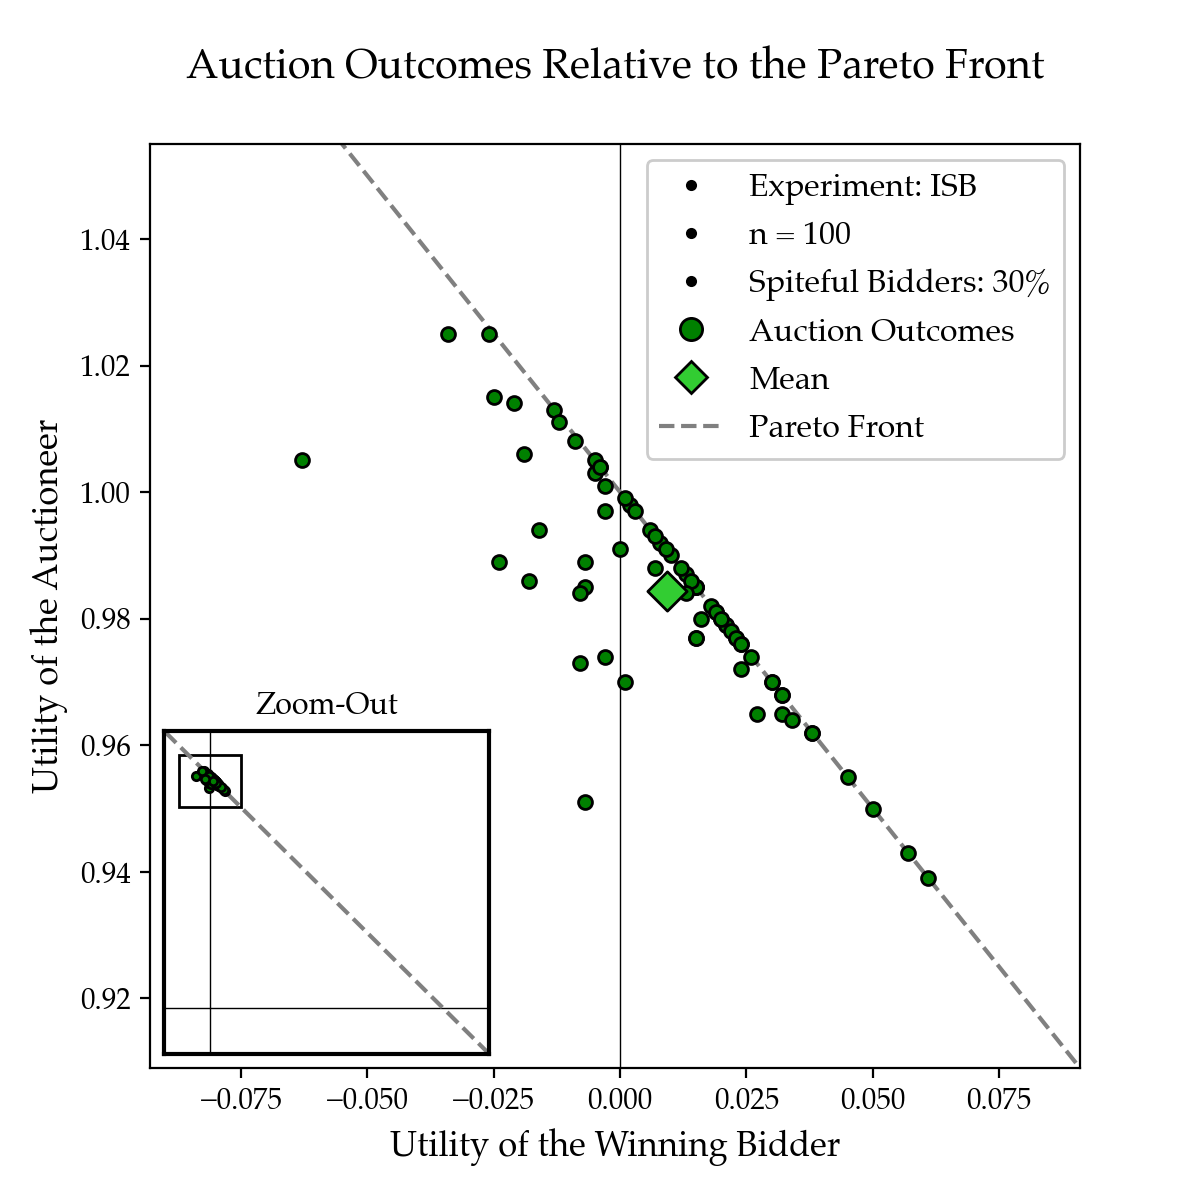 Auction Outcomes Relative to the Pareto Front
Experiment: ISB
n = 100
Spiteful Bidders: 30%
Auction Outcomes
Mean
Pareto Front
Utility of the Auctioneer
1.04
1.02
1.00
0.98
0.96
0.94
0.92
Zoom-Out
−0.075 −0.050 −0.025 0.000 0.025 0.050 0.075
Utility of the Winning Bidder